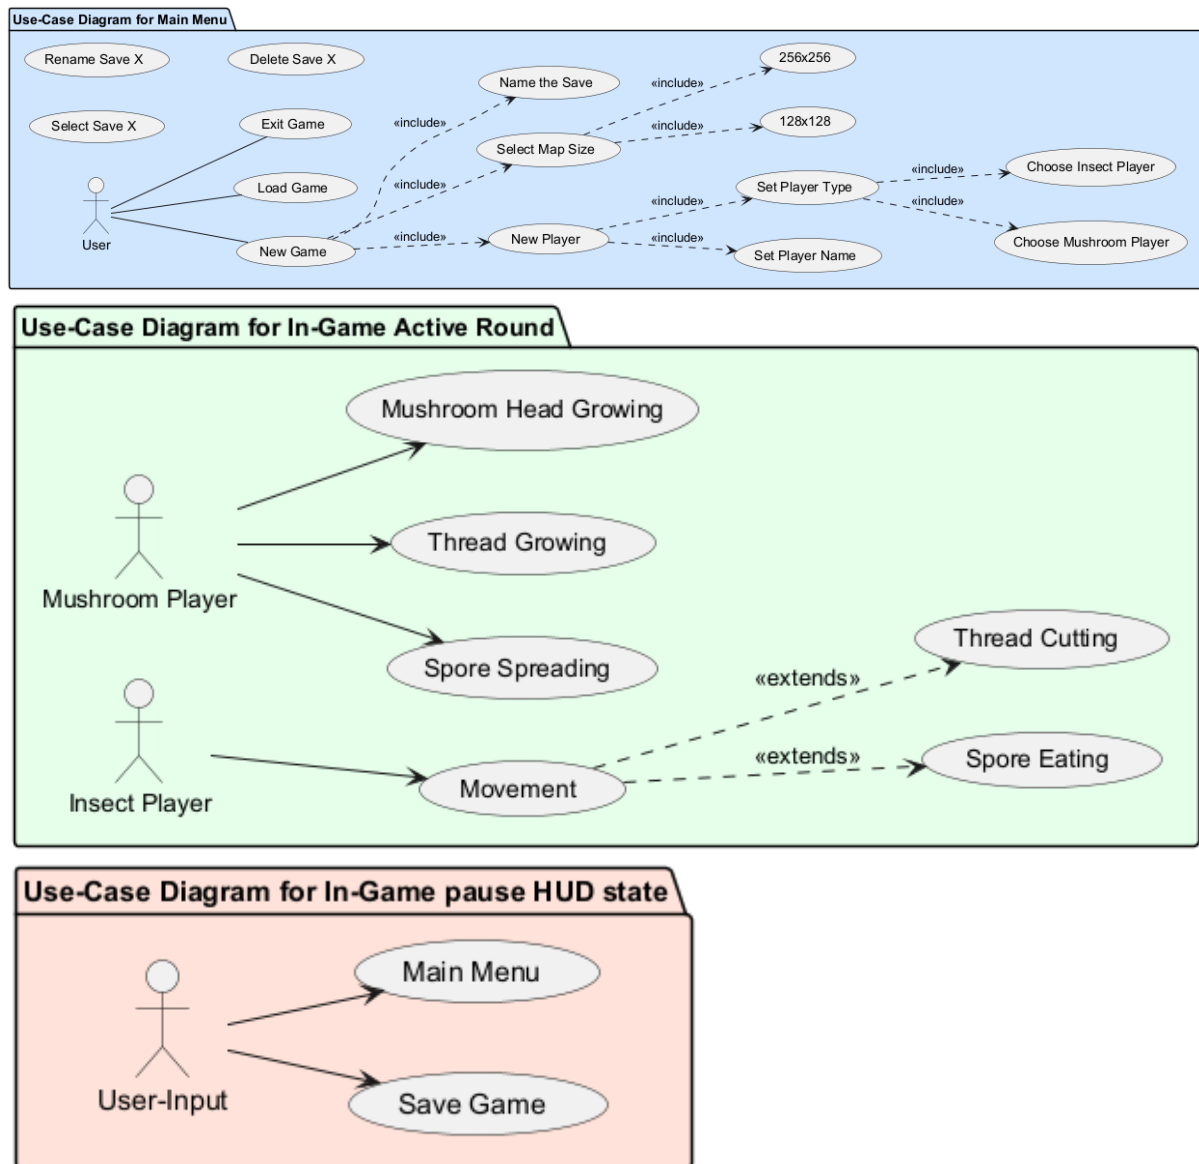 Use-Case Diagram for Main Menu
Rename Save X
Delete Save X
Select Save X
Exit Game
Load Game
New Game
User
«include»
«include»
«include»
Name the Save
Select Map Size
New Player
«include»
«include»
«include»
«include»
256x256
128x128
Set Player Type
Set Player Name
«include»
«include»
Choose Insect Player
Choose Mushroom Player
Use-Case Diagram for In-Game Active Round
Mushroom Head Growing
Thread Growing
Mushroom Player
Spore Spreading
Thread Cutting
«extends»
«extends»
Spore Eating
Movement
Insect Player
Use-Case Diagram for In-Game pause HUD state
Main Menu
User-Input
Save Game